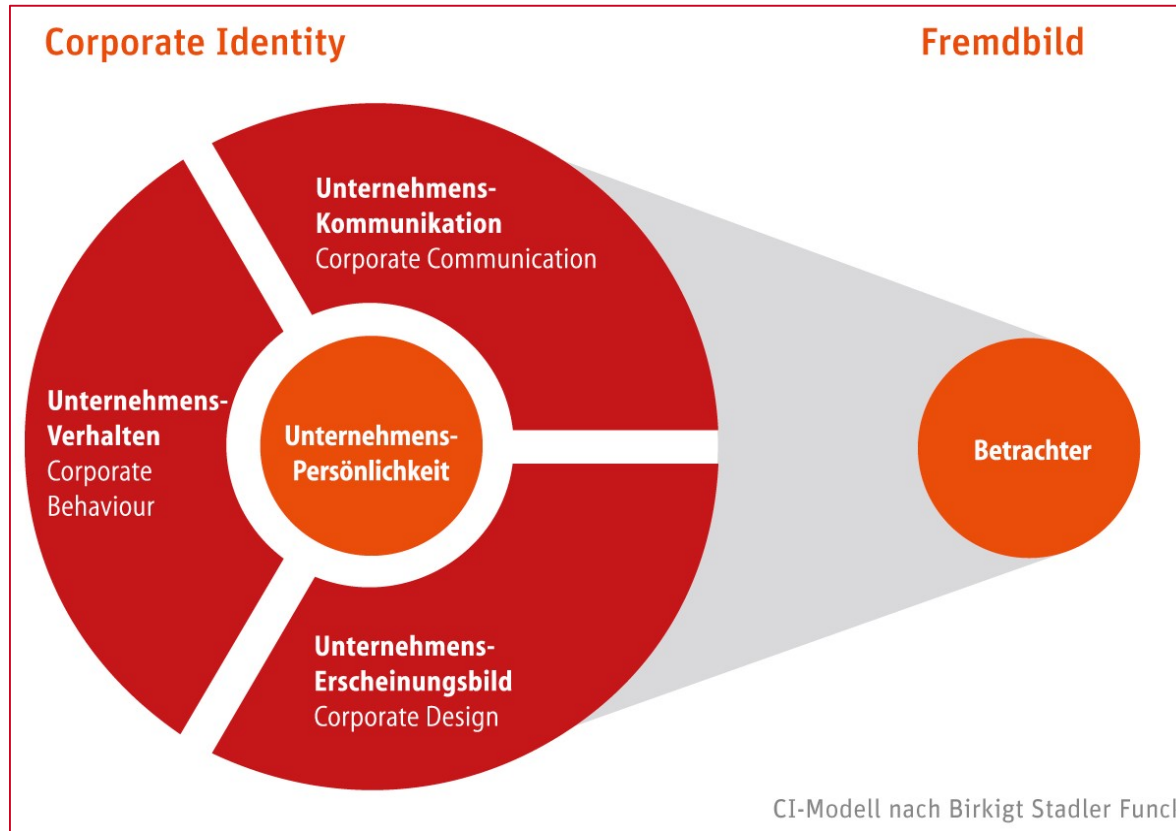 Corporate Identity
Fremdbild
Unternehmens-
Kommunikation
Corporate Communication
Unternehmens-
Verhalten
Corporate
Behaviour
Unternehmens-
Persönlichkeit
Betrachter
Unternehmens-
Erscheinungsbild
Corporate Design
CI-Modell nach Birkigt Stadler